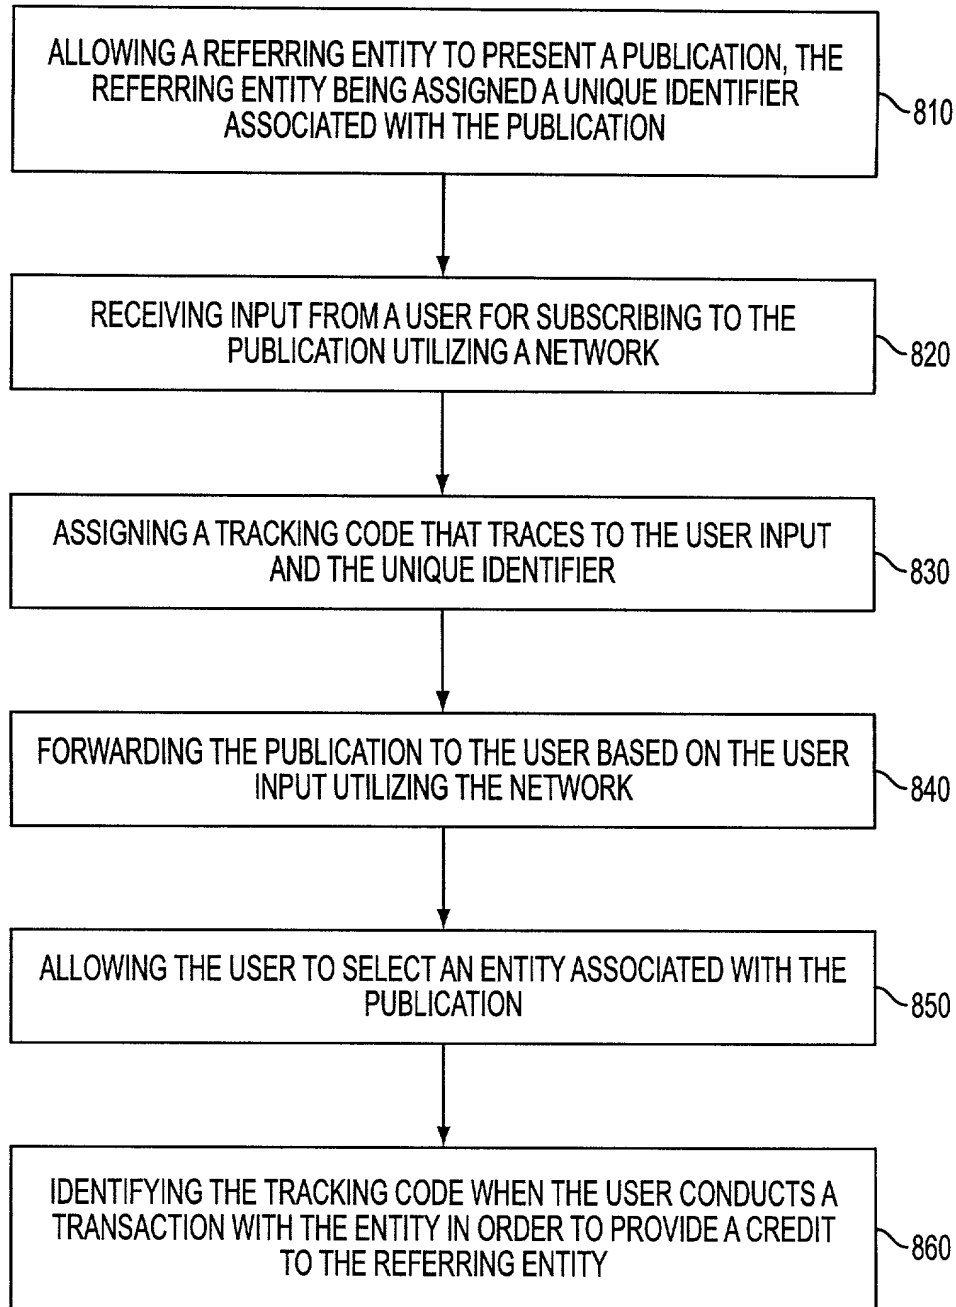 ALLOWING A REFERRING ENTITY TO PRESENT A PUBLICATION, THE
REFERRING ENTITY BEING ASSIGNED A UNIQUE IDENTIFIER
ASSOCIATED WITH THE PUBLICATION
810
RECEIVING INPUT FROM A USER FOR SUBSCRIBING TO THE
PUBLICATION UTILIZING A NETWORK
820
ASSIGNING A TRACKING CODE THAT TRACES TO THE USER INPUT
AND THE UNIQUE IDENTIFIER
830
FORWARDING THE PUBLICATION TO THE USER BASED ON THE USER
INPUT UTILIZING THE NETWORK
840
ALLOWING THE USER TO SELECT AN ENTITY ASSOCIATED WITH THE
PUBLICATION
850
IDENTIFYING THE TRACKING CODE WHEN THE USER CONDUCTS A
TRANSACTION WITH THE ENTITY IN ORDER TO PROVIDE A CREDIT
TO THE REFERRING ENTITY
860